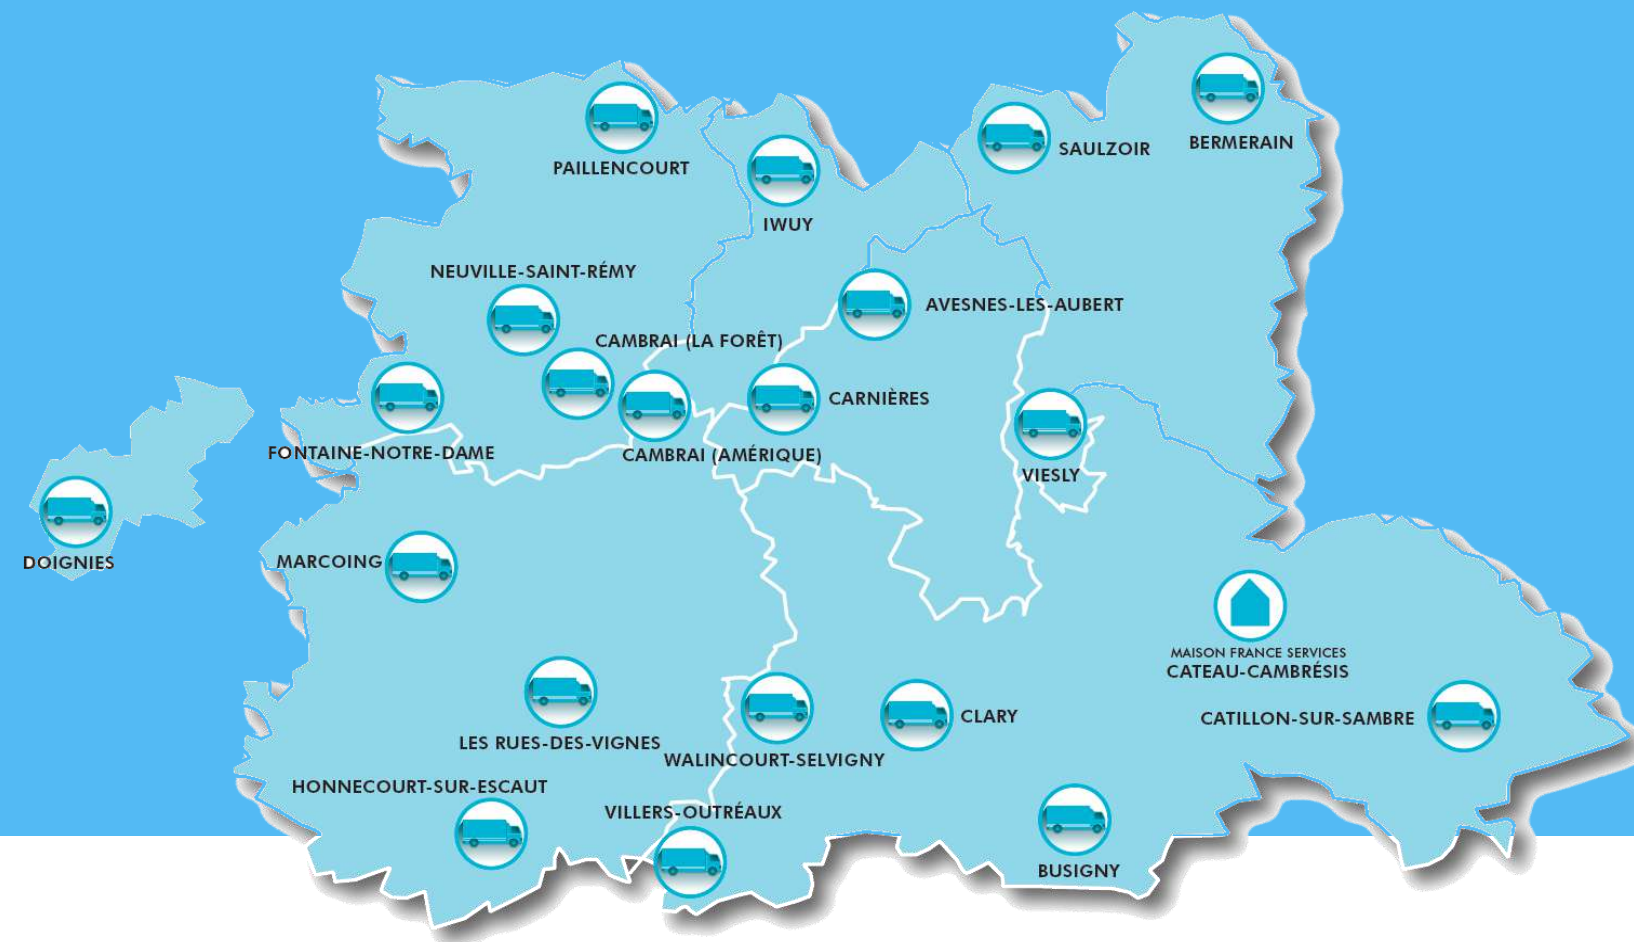 BERMERAIN
SAULZOIR
PAILLENCOURT
IWUY
NEUVILLE-SAINT-RÉMY
AVESNES-LES-AUBERT
CAMBRAI (LA FORÊT)
CARNIÈRES
FONTAINE-NOTRE-DAME
CAMBRAI (AMÉRIQUE)
VIESLY
DOIGNIES
MARCOING
MAISON FRANCE SERVICES
CATEAU-CAMBRÉSIS
CLARY
CATILLON-SUR-SAMBRE
LES RUES-DES-VIGNES
WALINCOURT-SELVIGNY
HONNECOURT-SUR-ESCAUT
VILLERS-OUTRÉAUX
BUSIGNY